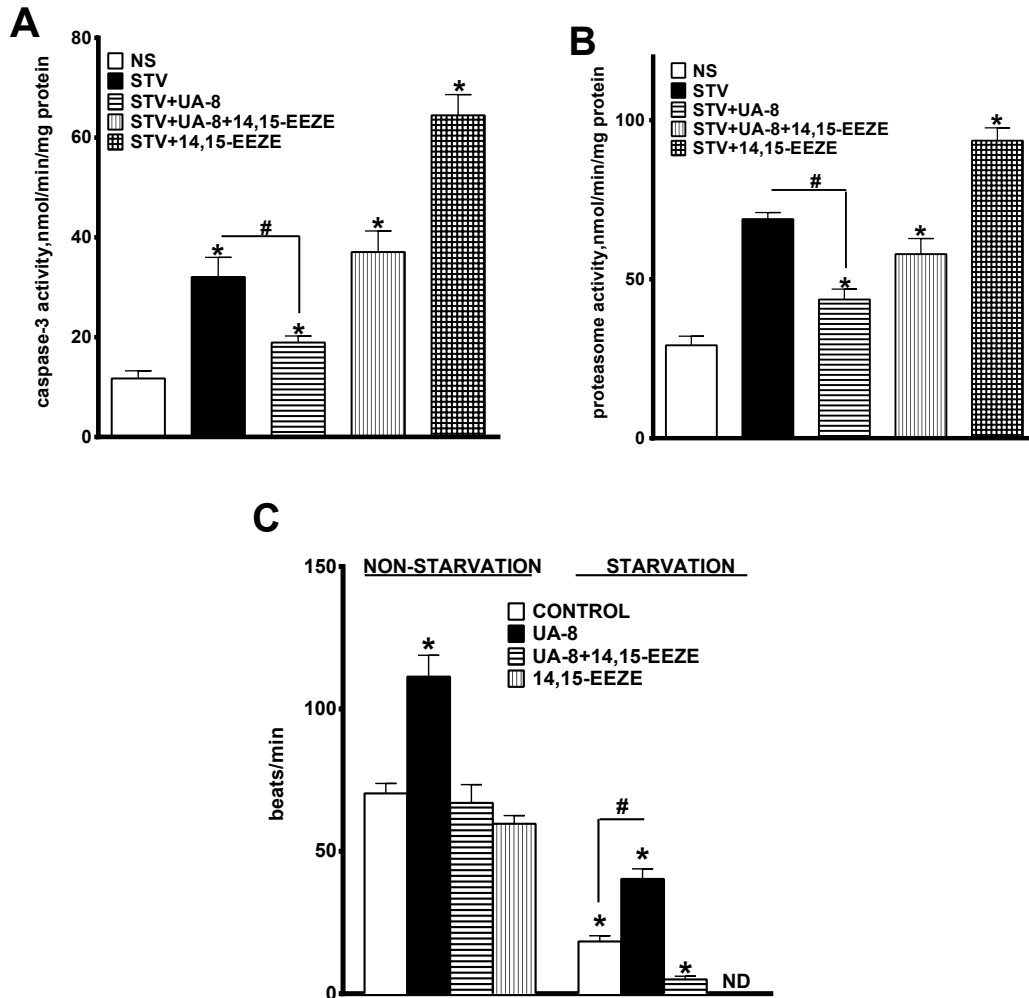 A
caspase-3 activity,nmol/min/mg protein
80
60
40
20
0
NS
STV
STV+UA-8
STV+UA-8+14,15-EEZE
STV+14,15-EEZE
*
#
*
*
*
B
proteasome activity,nmol/min/mg protein
100
50
0
NS
STV
STV+UA-8
STV+UA-8+14,15-EEZE
STV+14,15-EEZE
#
*
*
*
C
beats/min
150
100
50
0
NON-STARVATION
STARVATION
CONTROL
UA-8
UA-8+14,15-EEZE
14,15-EEZE
*
#
*
*
*
ND